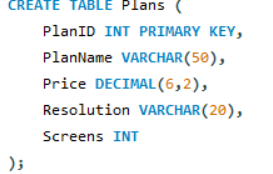 CREATE TABLE Plans (
PlanID INT PRIMARY KEY,
PlanName VARCHAR(50),
Price DECIMAL(6,2),
Resolution VARCHAR(20),
Screens INT
);